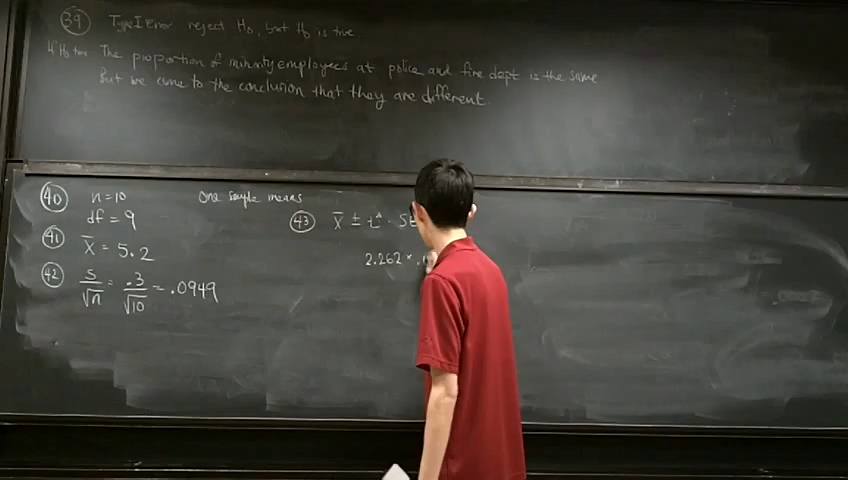 39 Type I Error reject H₀, but H₀ is true.
H₀ true The proportion of minority employees at police and fire dept is the same
But we come to the conclusion that they are different.
40 n = 10 One sample means
df = 9
41 x̄ = 5.2
42 s/√n = .3/√10 = .0949
43 x̄ ± t* ·
2.262 × .